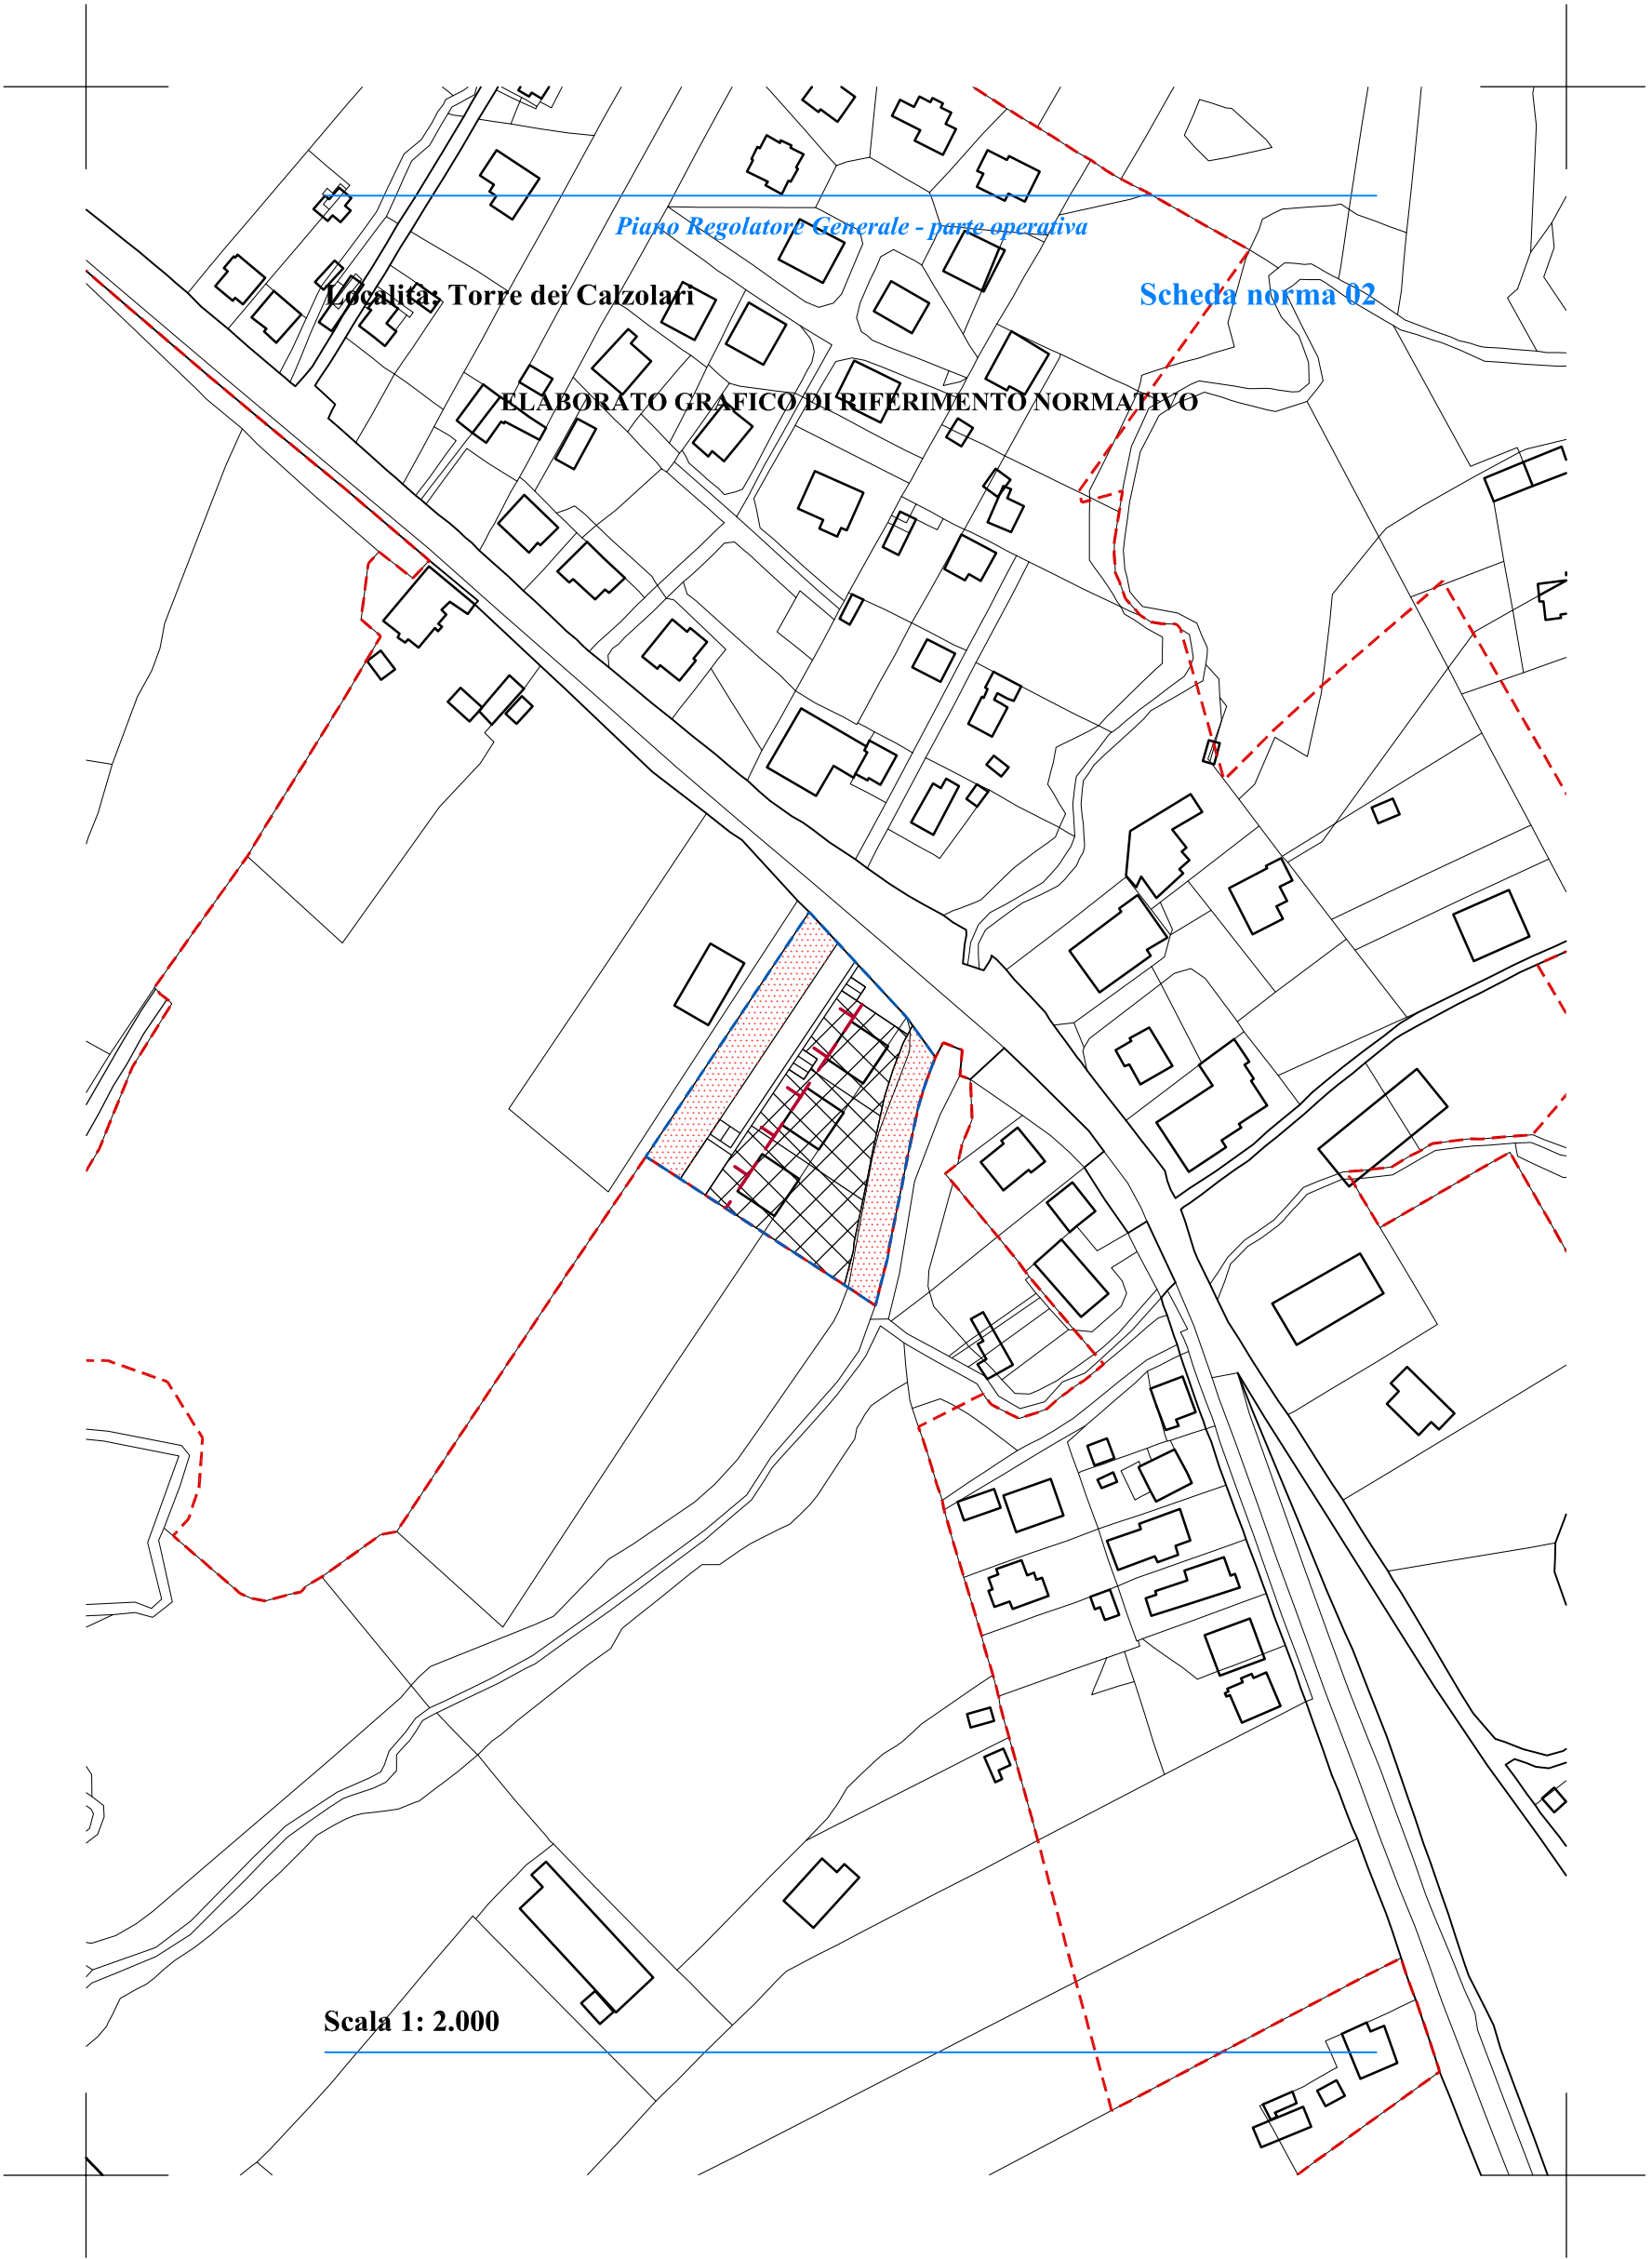 Piano Regolatore Generale - parte operativa
Località: Torre dei Calzolari
Scheda norma 02
ELABORATO GRAFICO DI RIFERIMENTO NORMATIVO
Scala 1: 2.000